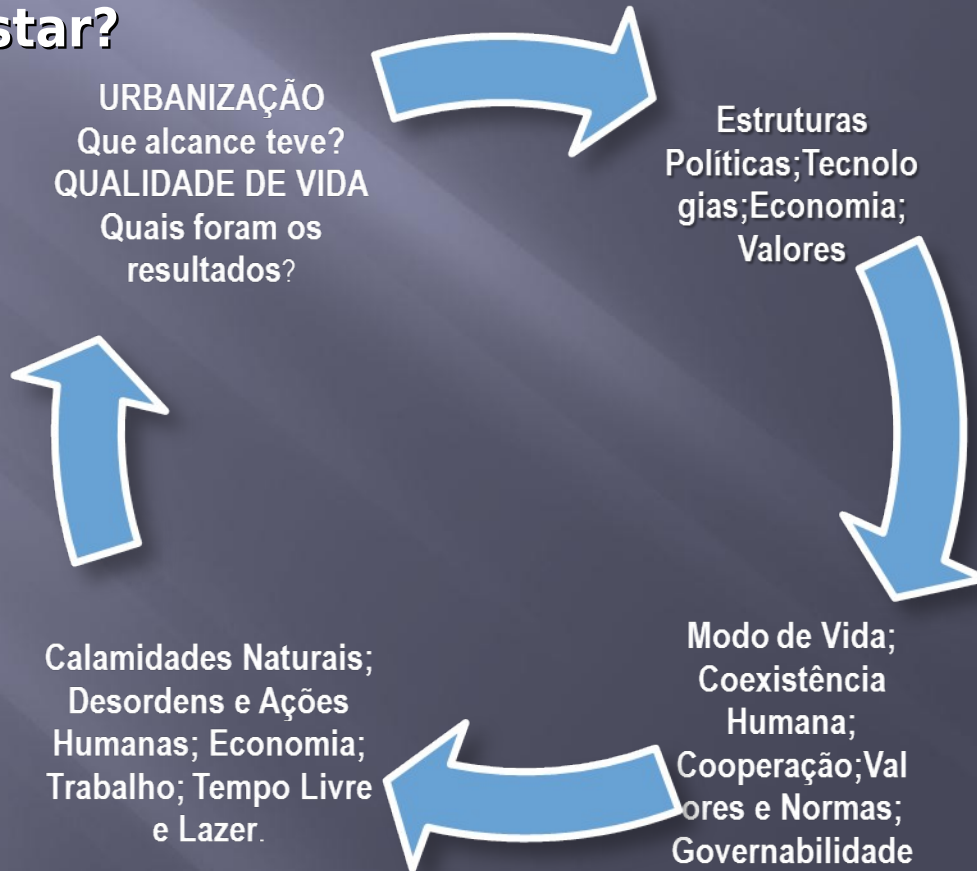 star?
URBANIZAÇÃO
Que alcance teve?
QUALIDADE DE VIDA
Quais foram os
resultados?
Estruturas
Políticas;Tecnolo
gias;Economia;
Valores
Modo de Vida;
Coexistência
Humana;
Cooperação;Val
ores e Normas;
Governabilidade
Calamidades Naturais;
Desordens e Ações
Humanas; Economia;
Trabalho; Tempo Livre
e Lazer.